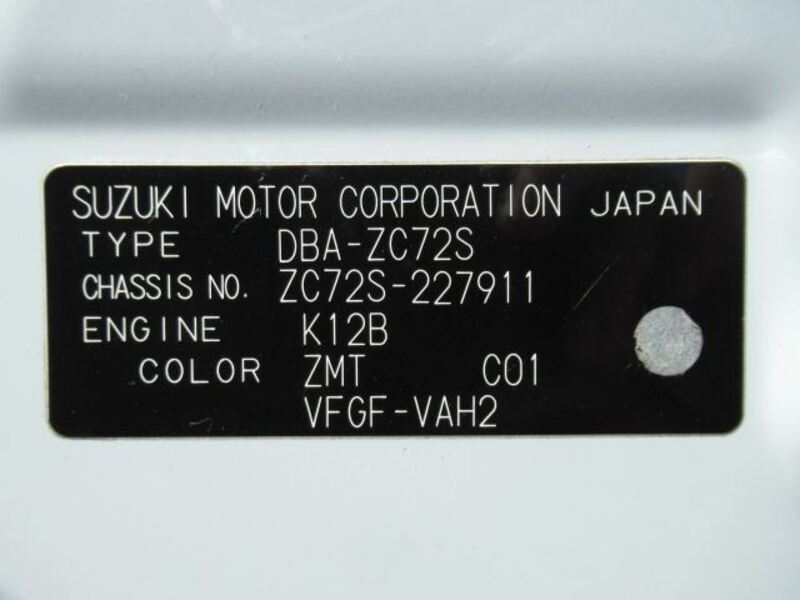 SUZUKI MOTOR CORPORATION JAPAN
TYPE DBA-ZC72S
CHASSIS NO. ZC72S-227911
ENGINE K12B
COLOR ZMT C01
VFGF-VAH2